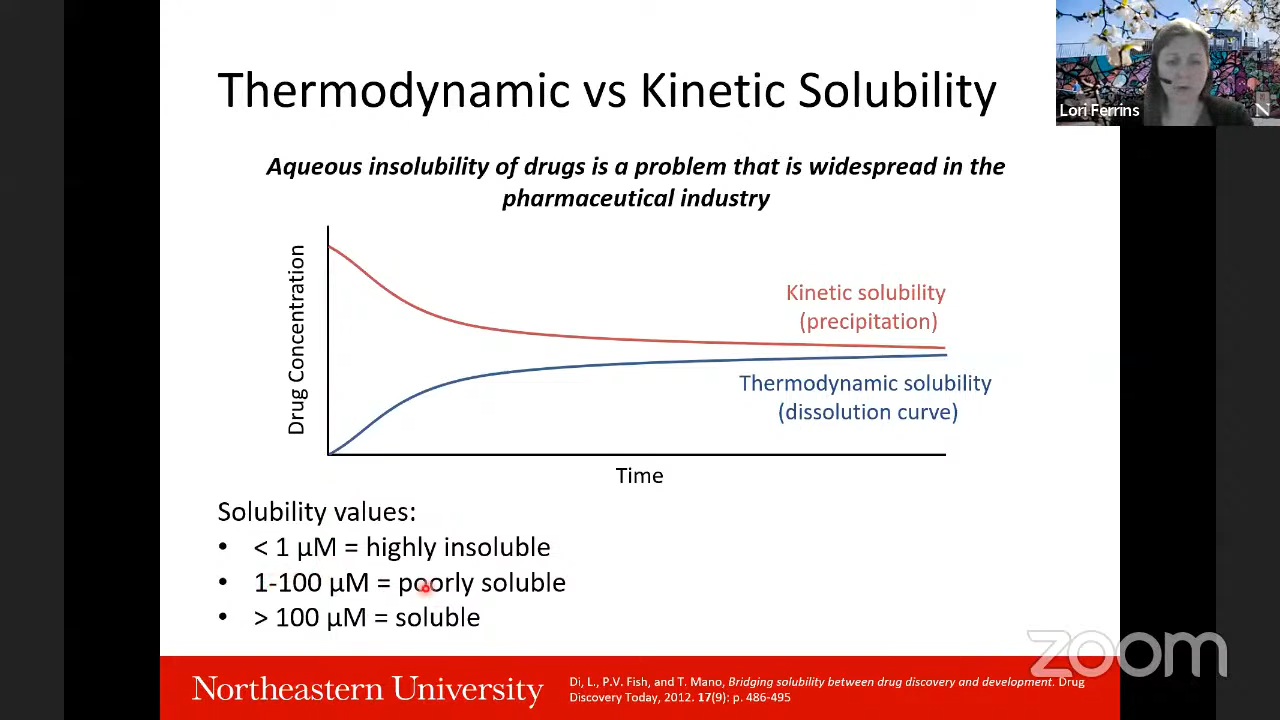 Thermodynamic vs Kinetic Solubility
Lori Ferrins
N
Aqueous insolubility of drugs is a problem that is widespread in the
pharmaceutical industry
Drug Concentration
Kinetic solubility
(precipitation)
Thermodynamic solubility
(dissolution curve)
Time
Solubility values:
• < 1 µM = highly insoluble
• 1-100 µM = poorly soluble
• > 100 µM = soluble
zoom
Northeastern University
Di, L., P.V. Fish, and T. Mano, Bridging solubility between drug discovery and development. Drug
Discovery Today, 2012. 17(9): p. 486-495